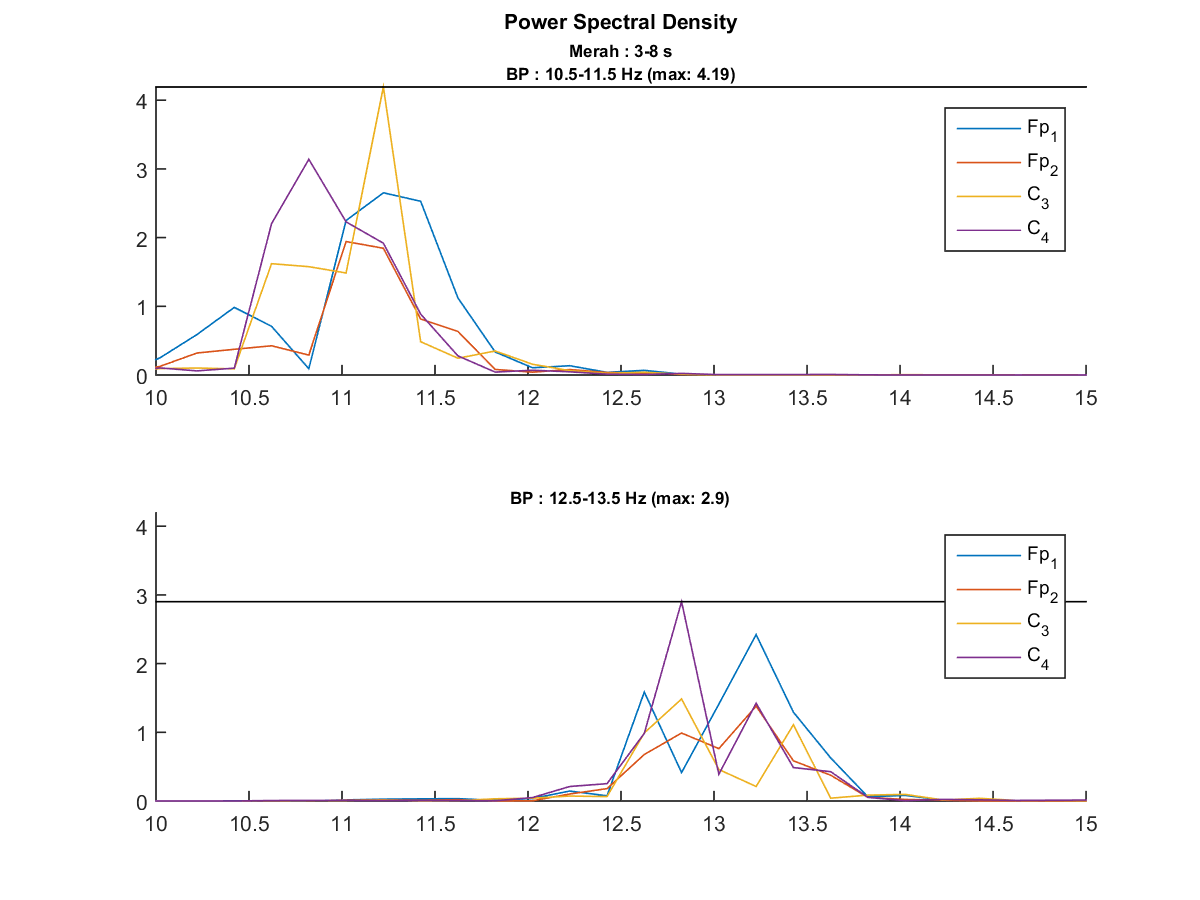 Power Spectral Density
Merah : 3-8 s
BP : 10.5-11.5 Hz (max: 4.19)
4
3
2
1
0
10 10.5 11 11.5 12 12.5 13 13.5 14 14.5 15
Fp1
Fp2
C3
C4
BP : 12.5-13.5 Hz (max: 2.9)
4
3
2
1
0
10 10.5 11 11.5 12 12.5 13 13.5 14 14.5 15
Fp1
Fp2
C3
C4